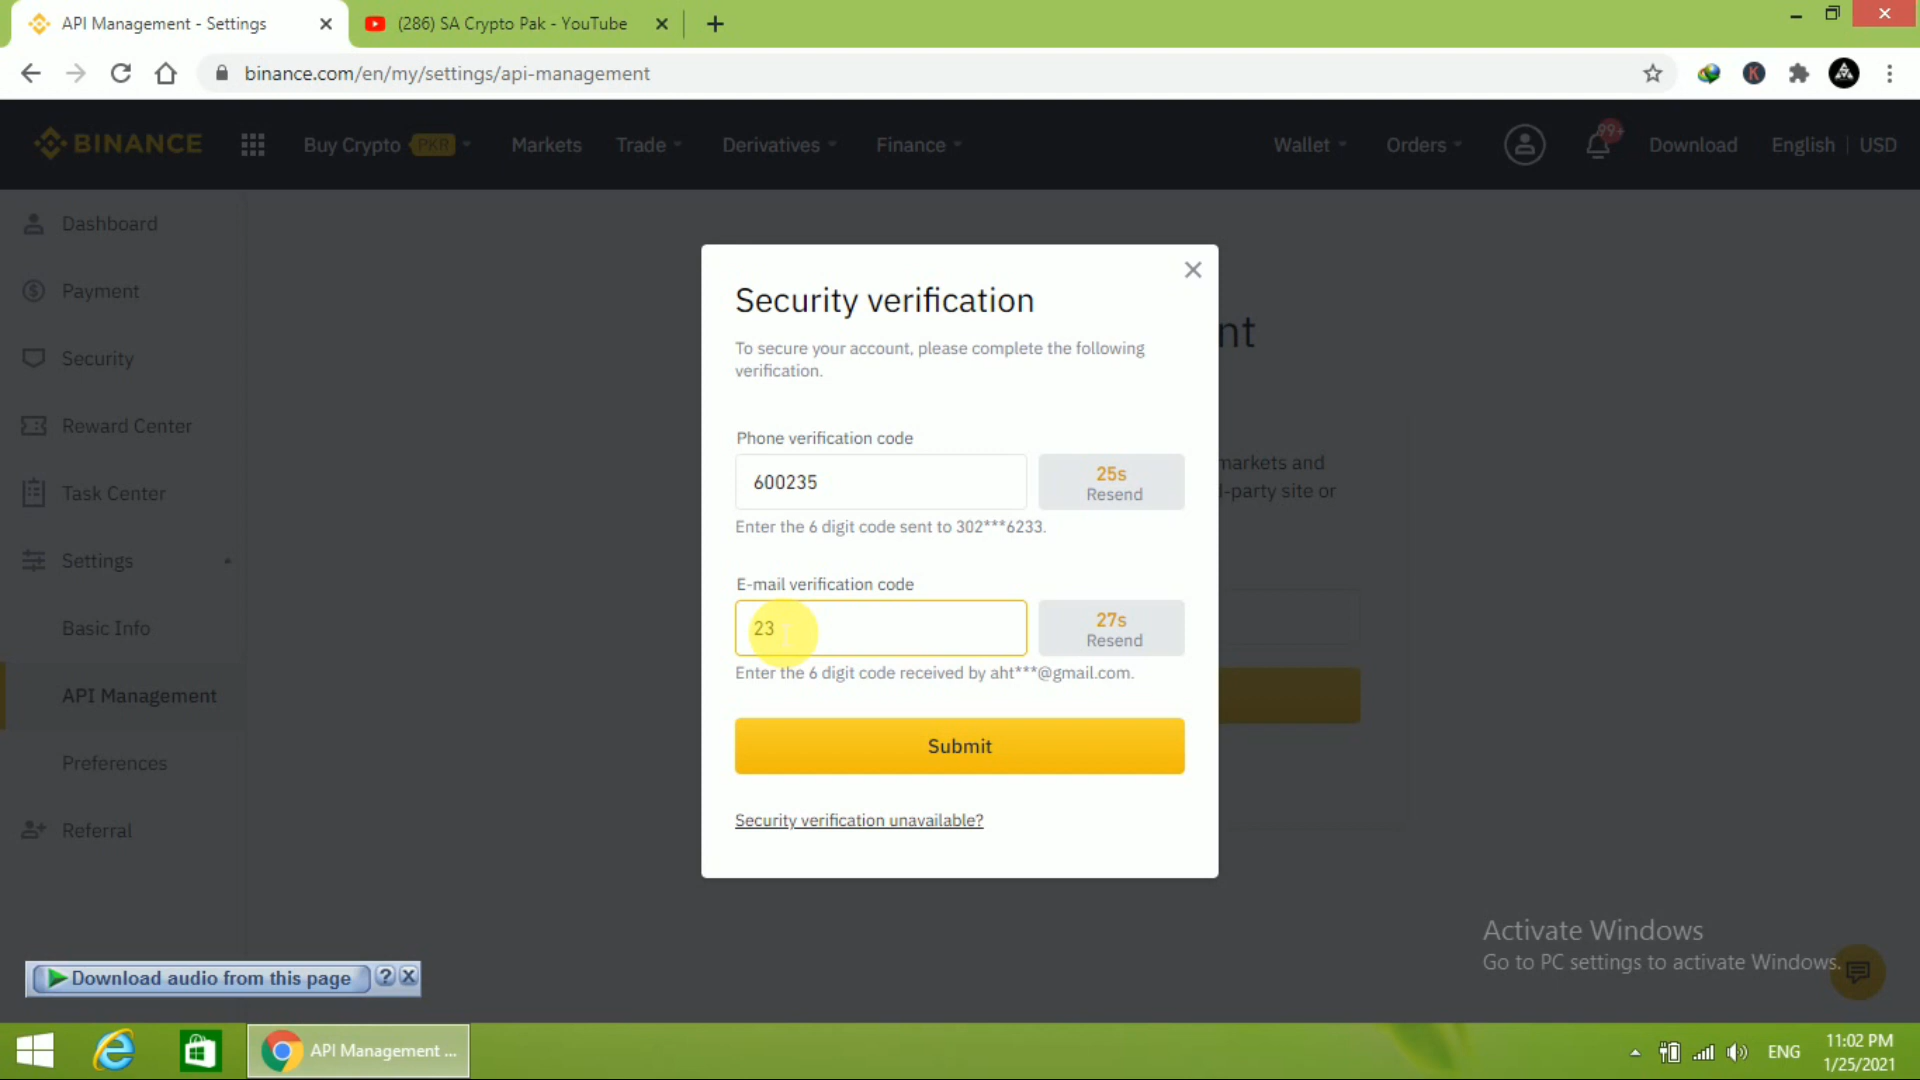 API Management - Settings
(286) SA Crypto Pak - YouTube
binance.com/en/my/settings/api-management
K
BINANCE
Buy Crypto PKR
Markets
Trade
Derivatives
Finance
Wallet
Orders
99+
Download
English
USD
Dashboard
Payment
Security
Reward Center
Task Center
Settings
Basic Info
API Management
Preferences
Referral
nt
markets and
-party site or
Security verification
To secure your account, please complete the following
verification.
Phone verification code
600235
25s
Resend
Enter the 6 digit code sent to 302***6233.
E-mail verification code
23
27s
Resend
Enter the 6 digit code received by aht***@gmail.com.
Submit
Security verification unavailable?
Activate Windows
Go to PC settings to activate Windows.
Download audio from this page
?
API Management ...
ENG
11:02 PM
1/25/2021